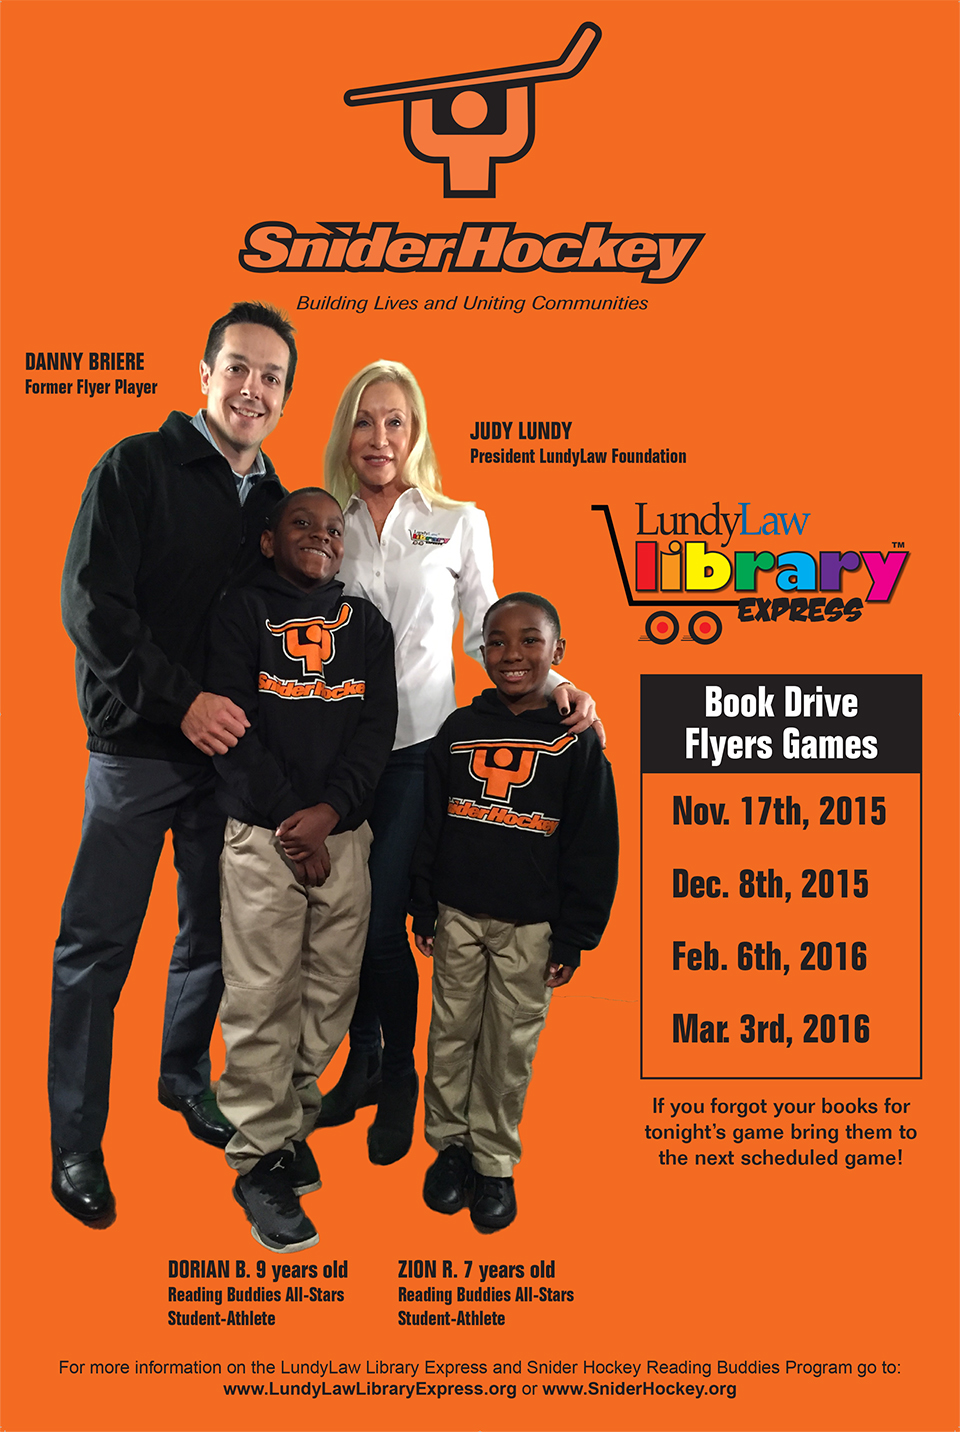 SniderHockey
Building Lives and Uniting Communities
DANNY BRIERE
Former Flyer Player
JUDY LUNDY
President LundyLaw Foundation
LundyLaw
library™
EXPRESS
LundyLaw
library
SniderHockey
SniderHockey
Book Drive
Flyers Games
Nov. 17th, 2015
Dec. 8th, 2015
Feb. 6th, 2016
Mar. 3rd, 2016
If you forgot your books for
tonight's game bring them to
the next scheduled game!
DORIAN B. 9 years old
Reading Buddies All-Stars
Student-Athlete
ZION R. 7 years old
Reading Buddies All-Stars
Student-Athlete
For more information on the LundyLaw Library Express and Snider Hockey Reading Buddies Program go to:
www.LundyLawLibraryExpress.org or www.SniderHockey.org